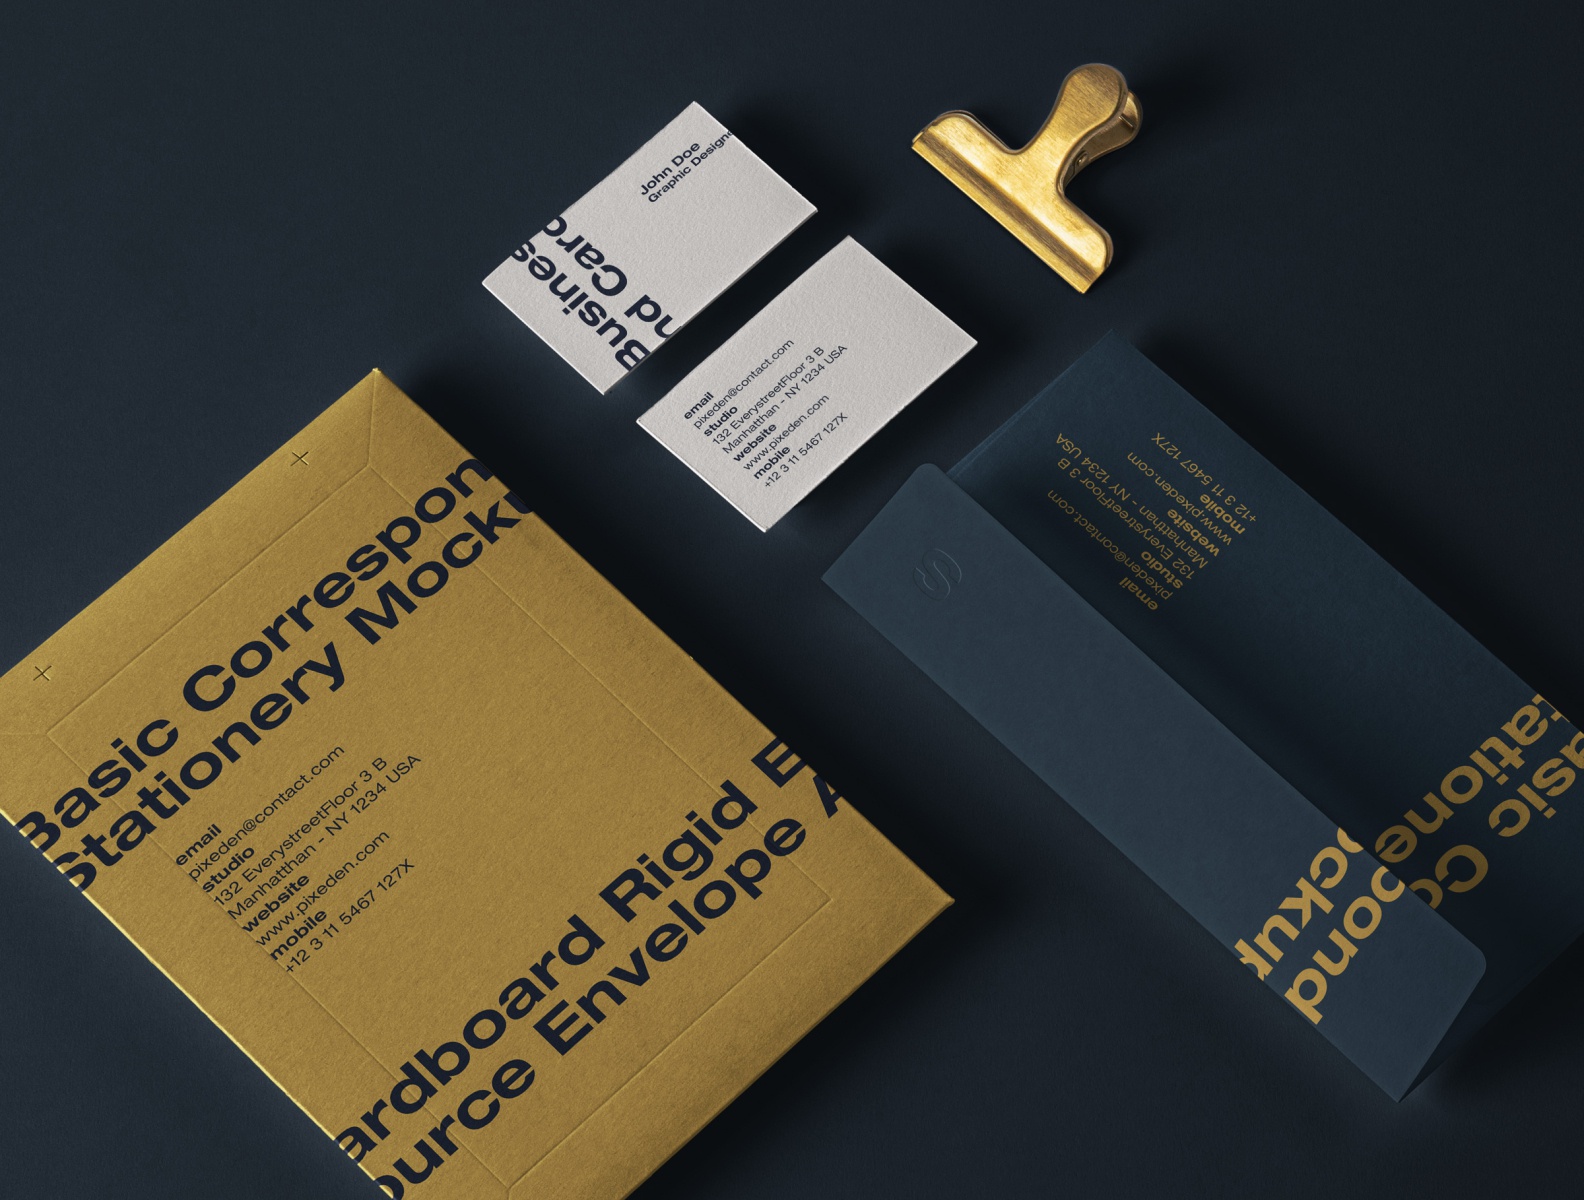 John Doe
Graphic Designe
Busines
nd Card
email
pixeden@contact.com
studio
132 EverystreetFloor 3 B
Manhatthan - NY 1234 USA
website
www.pixeden.com
mobile
+12 3 11 5467 127X
Basic Correspon
Stationery Mocku
email
pixeden@contact.com
studio
132 EverystreetFloor 3 B
Manhatthan - NY 1234 USA
website
www.pixeden.com
mobile
+12 3 11 5467 127X
ardboard Rigid E
ource Envelope A
email
pixeden@contact.com
studio
132 EverystreetFloor 3 B
Manhatthan - NY 1234 USA
website
www.pixeden.com
mobile
+12 3 11 5467 127X
asic Co
tatione
pond
ockup
S